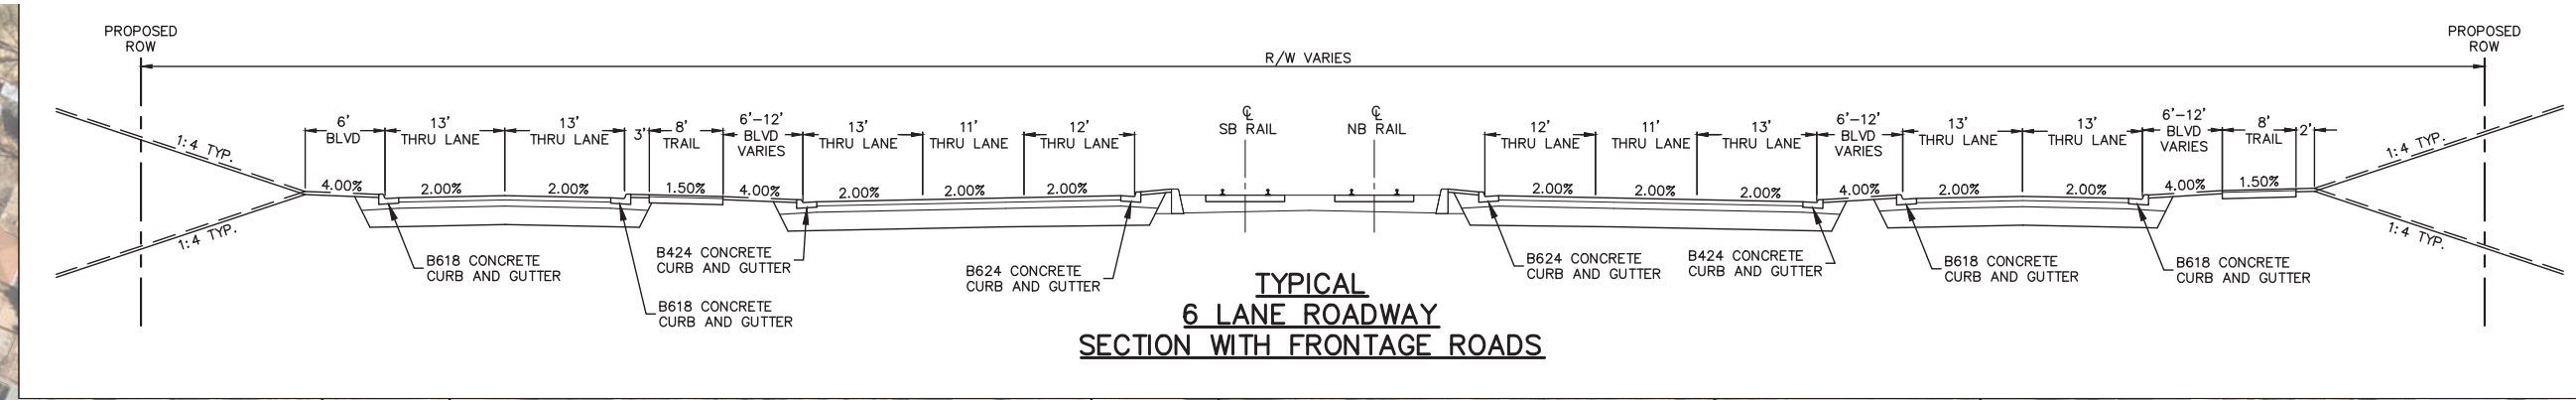 PROPOSED
ROW
PROPOSED
ROW
R/W VARIES
6'
BLVD
13'
THRU LANE
13'
THRU LANE
3'
8'
TRAIL
6'-12'
BLVD
VARIES
13'
THRU LANE
11'
THRU LANE
12'
THRU LANE
℄
SB RAIL
℄
NB RAIL
12'
THRU LANE
11'
THRU LANE
13'
THRU LANE
6'-12'
BLVD
VARIES
13'
THRU LANE
13'
THRU LANE
6'-12'
BLVD
VARIES
8'
TRAIL
2'
1:4 TYP.
1:4 TYP.
4.00%
2.00%
2.00%
1.50%
4.00%
2.00%
2.00%
2.00%
2.00%
2.00%
2.00%
4.00%
2.00%
2.00%
4.00%
1.50%
1:4 TYP.
1:4 TYP.
B618 CONCRETE
CURB AND GUTTER
B618 CONCRETE
CURB AND GUTTER
B424 CONCRETE
CURB AND GUTTER
B624 CONCRETE
CURB AND GUTTER
B624 CONCRETE
CURB AND GUTTER
B424 CONCRETE
CURB AND GUTTER
B618 CONCRETE
CURB AND GUTTER
B618 CONCRETE
CURB AND GUTTER
TYPICAL
6 LANE ROADWAY
SECTION WITH FRONTAGE ROADS